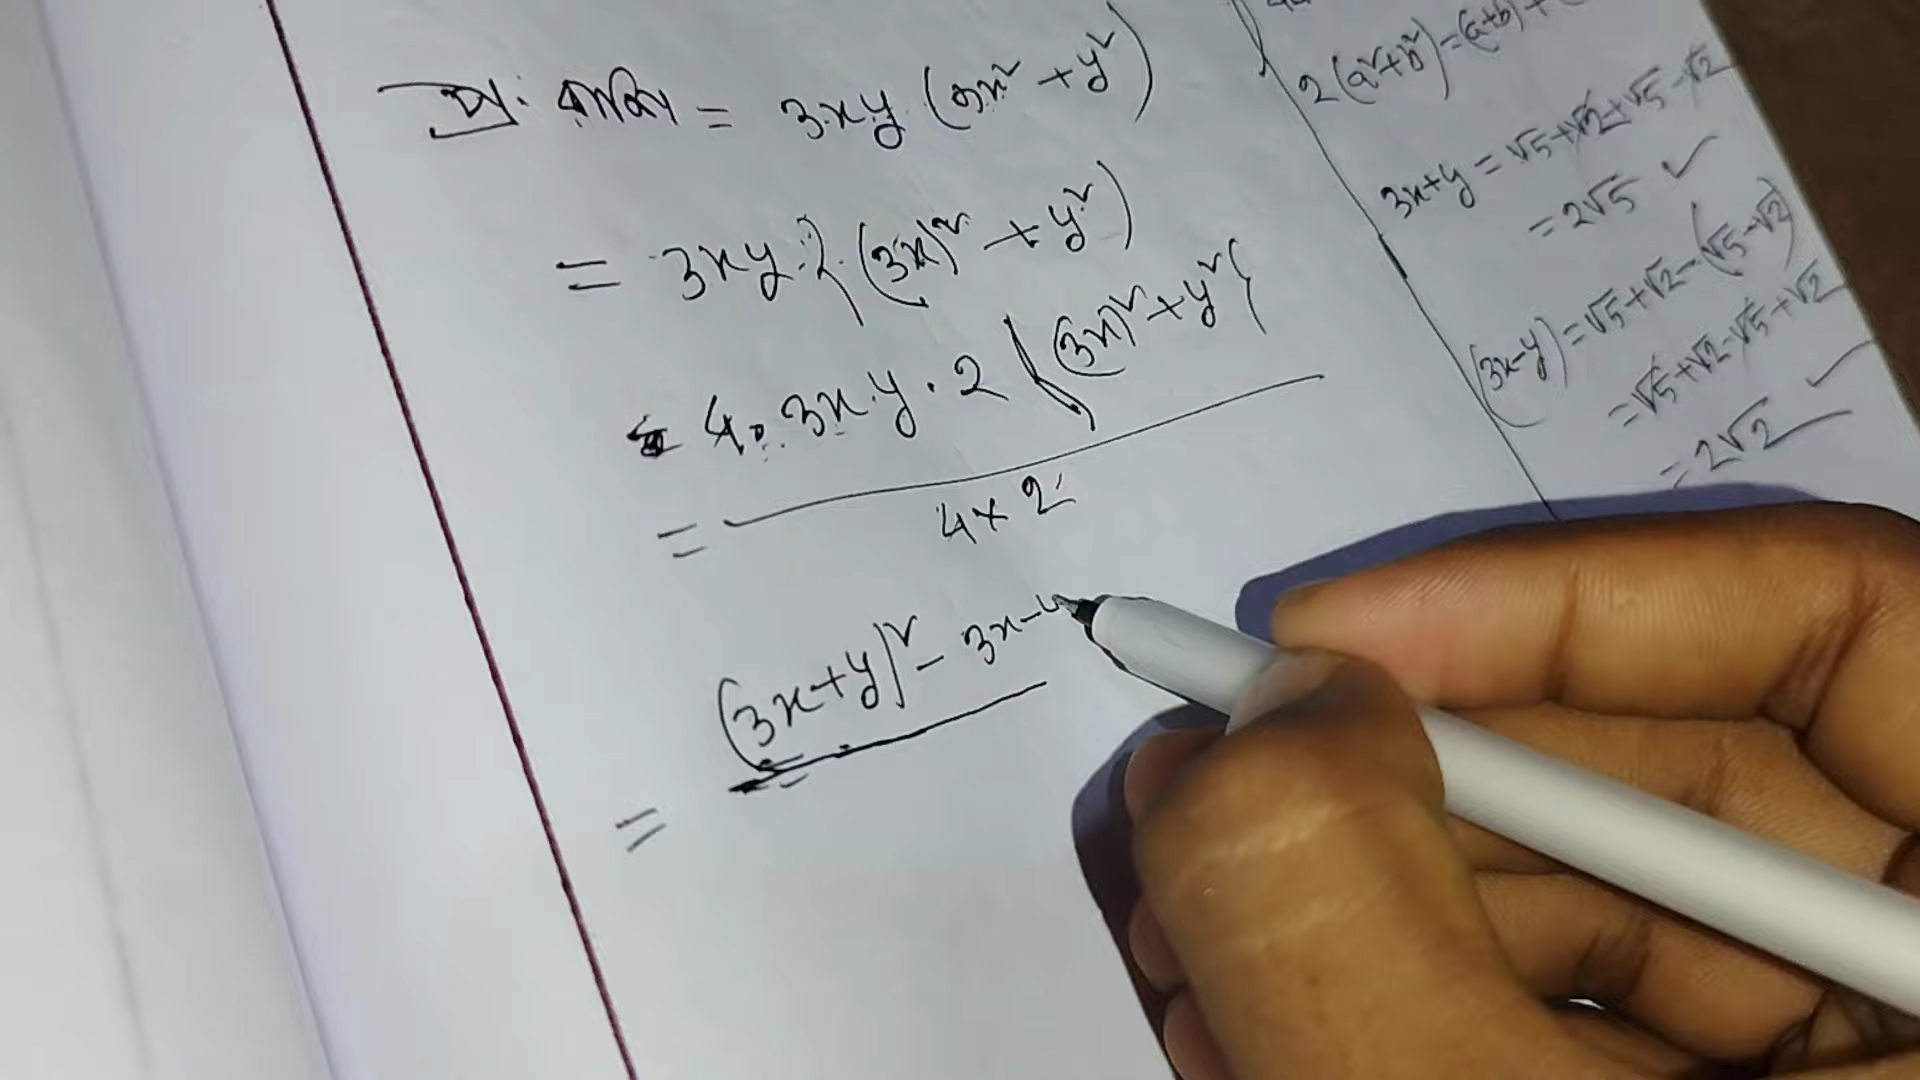 প্র: রাশি = 3xy (9x² + y²)
= 3xy { (3x)² + y² )
4. 3x.y . 2 { (3x)² + y² }
= 4 × 2
(3x+y)² - 3x-y
=
2(a²+b²) = (a+b) +
3x+y = √5+√2+√5-√2
= 2√5 ✓
(3x-y) = √5+√2-(√5-√2)
= √5+√2-√5+√2
= 2√2 ✓